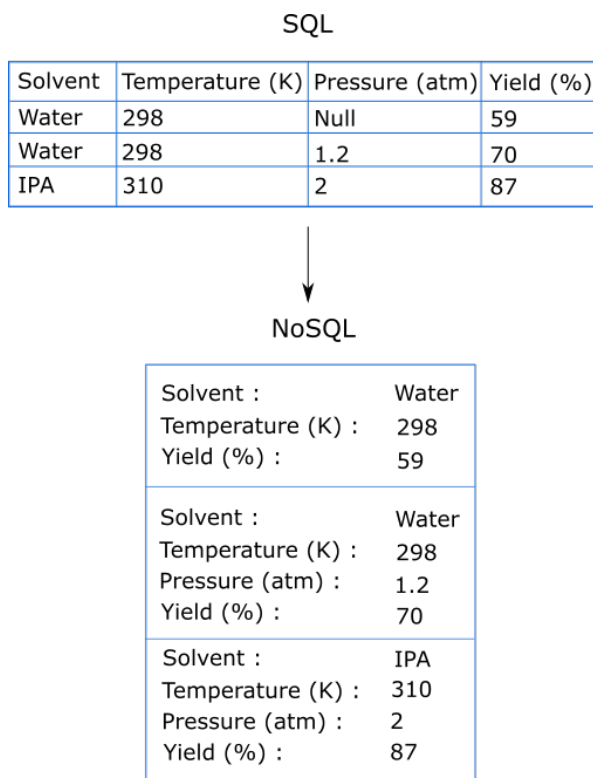 SQL
Solvent Temperature (K) Pressure (atm) Yield (%)
Water 298 Null 59
Water 298 1.2 70
IPA 310 2 87
NoSQL
Solvent : Water
Temperature (K) : 298
Yield (%) : 59
Solvent : Water
Temperature (K) : 298
Pressure (atm) : 1.2
Yield (%) : 70
Solvent : IPA
Temperature (K) : 310
Pressure (atm) : 2
Yield (%) : 87